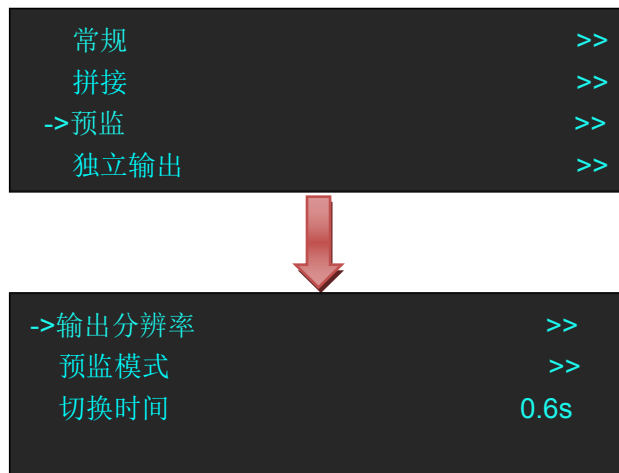 常规 >>
拼接 >>
->预监 >>
独立输出 >>
->输出分辨率 >>
预监模式 >>
切换时间 0.6s